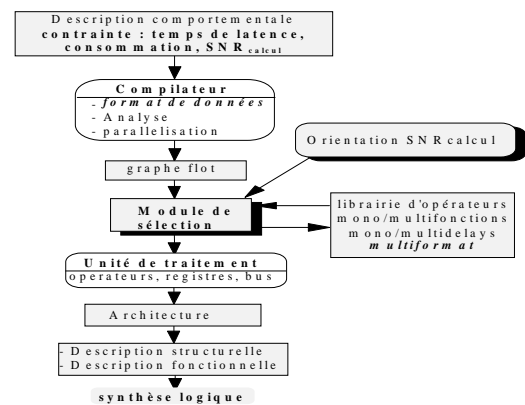 Description comportementale
contrainte : temps de latence,
consommation, SNR calcul
Compilateur
- format de données
- Analyse
- parallelisation
Orientation SNR calcul
graphe flot
Module de
sélection
librairie d'opérateurs
mono/multifonctions
mono/multidelays
multiformat
Unité de traitement
operateurs, registres, bus
Architecture
- Description structurelle
- Description fonctionnelle
synthèse logique